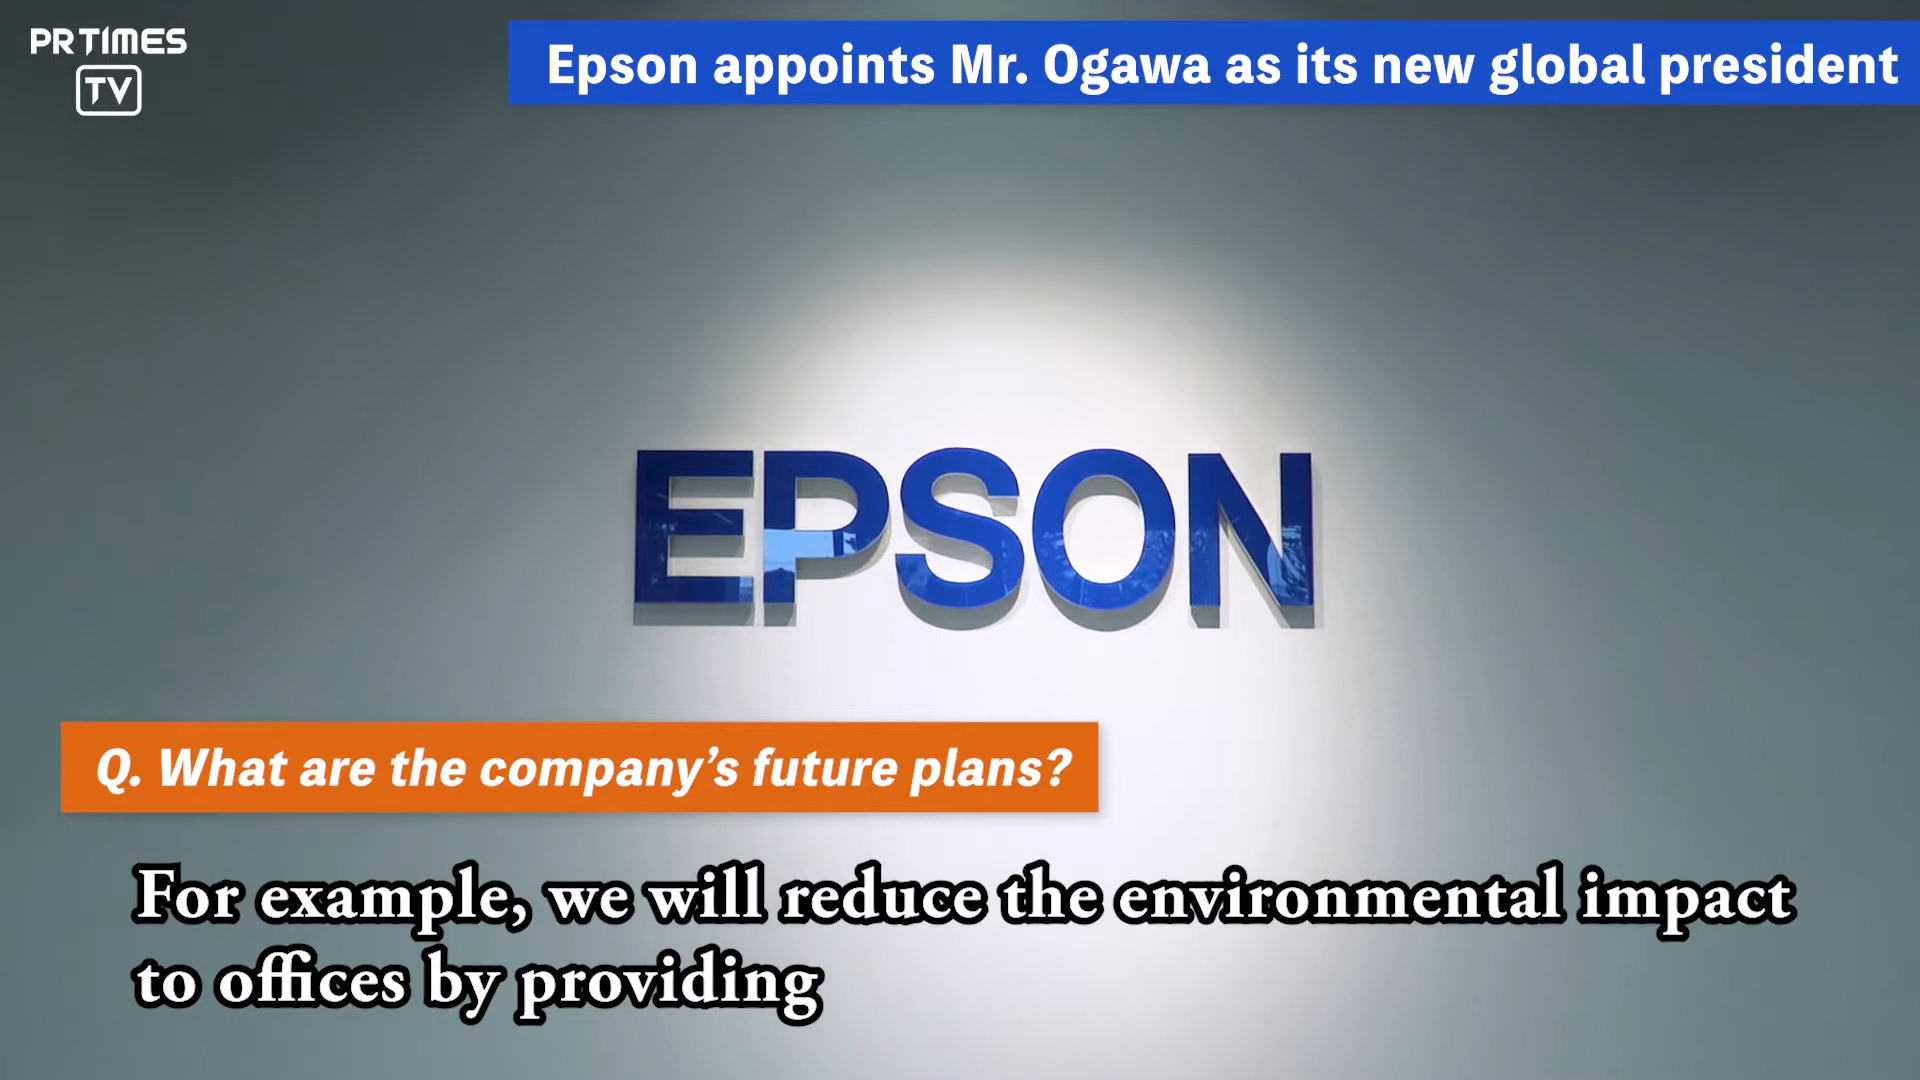 PR TIMES
TV
Epson appoints Mr. Ogawa as its new global president
EPSON
Q. What are the company’s future plans?
For example, we will reduce the environmental impact
to offices by providing